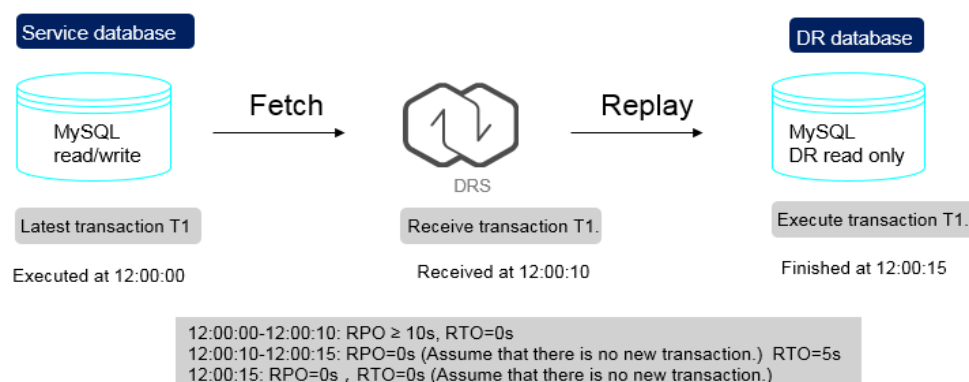 Service database
DR database
Fetch
Replay
MySQL
read/write
MySQL
DR read only
DRS
Latest transaction T1
Receive transaction T1.
Execute transaction T1.
Executed at 12:00:00
Received at 12:00:10
Finished at 12:00:15
12:00:00-12:00:10: RPO ≥ 10s, RTO=0s
12:00:10-12:00:15: RPO=0s (Assume that there is no new transaction.) RTO=5s
12:00:15: RPO=0s , RTO=0s (Assume that there is no new transaction.)